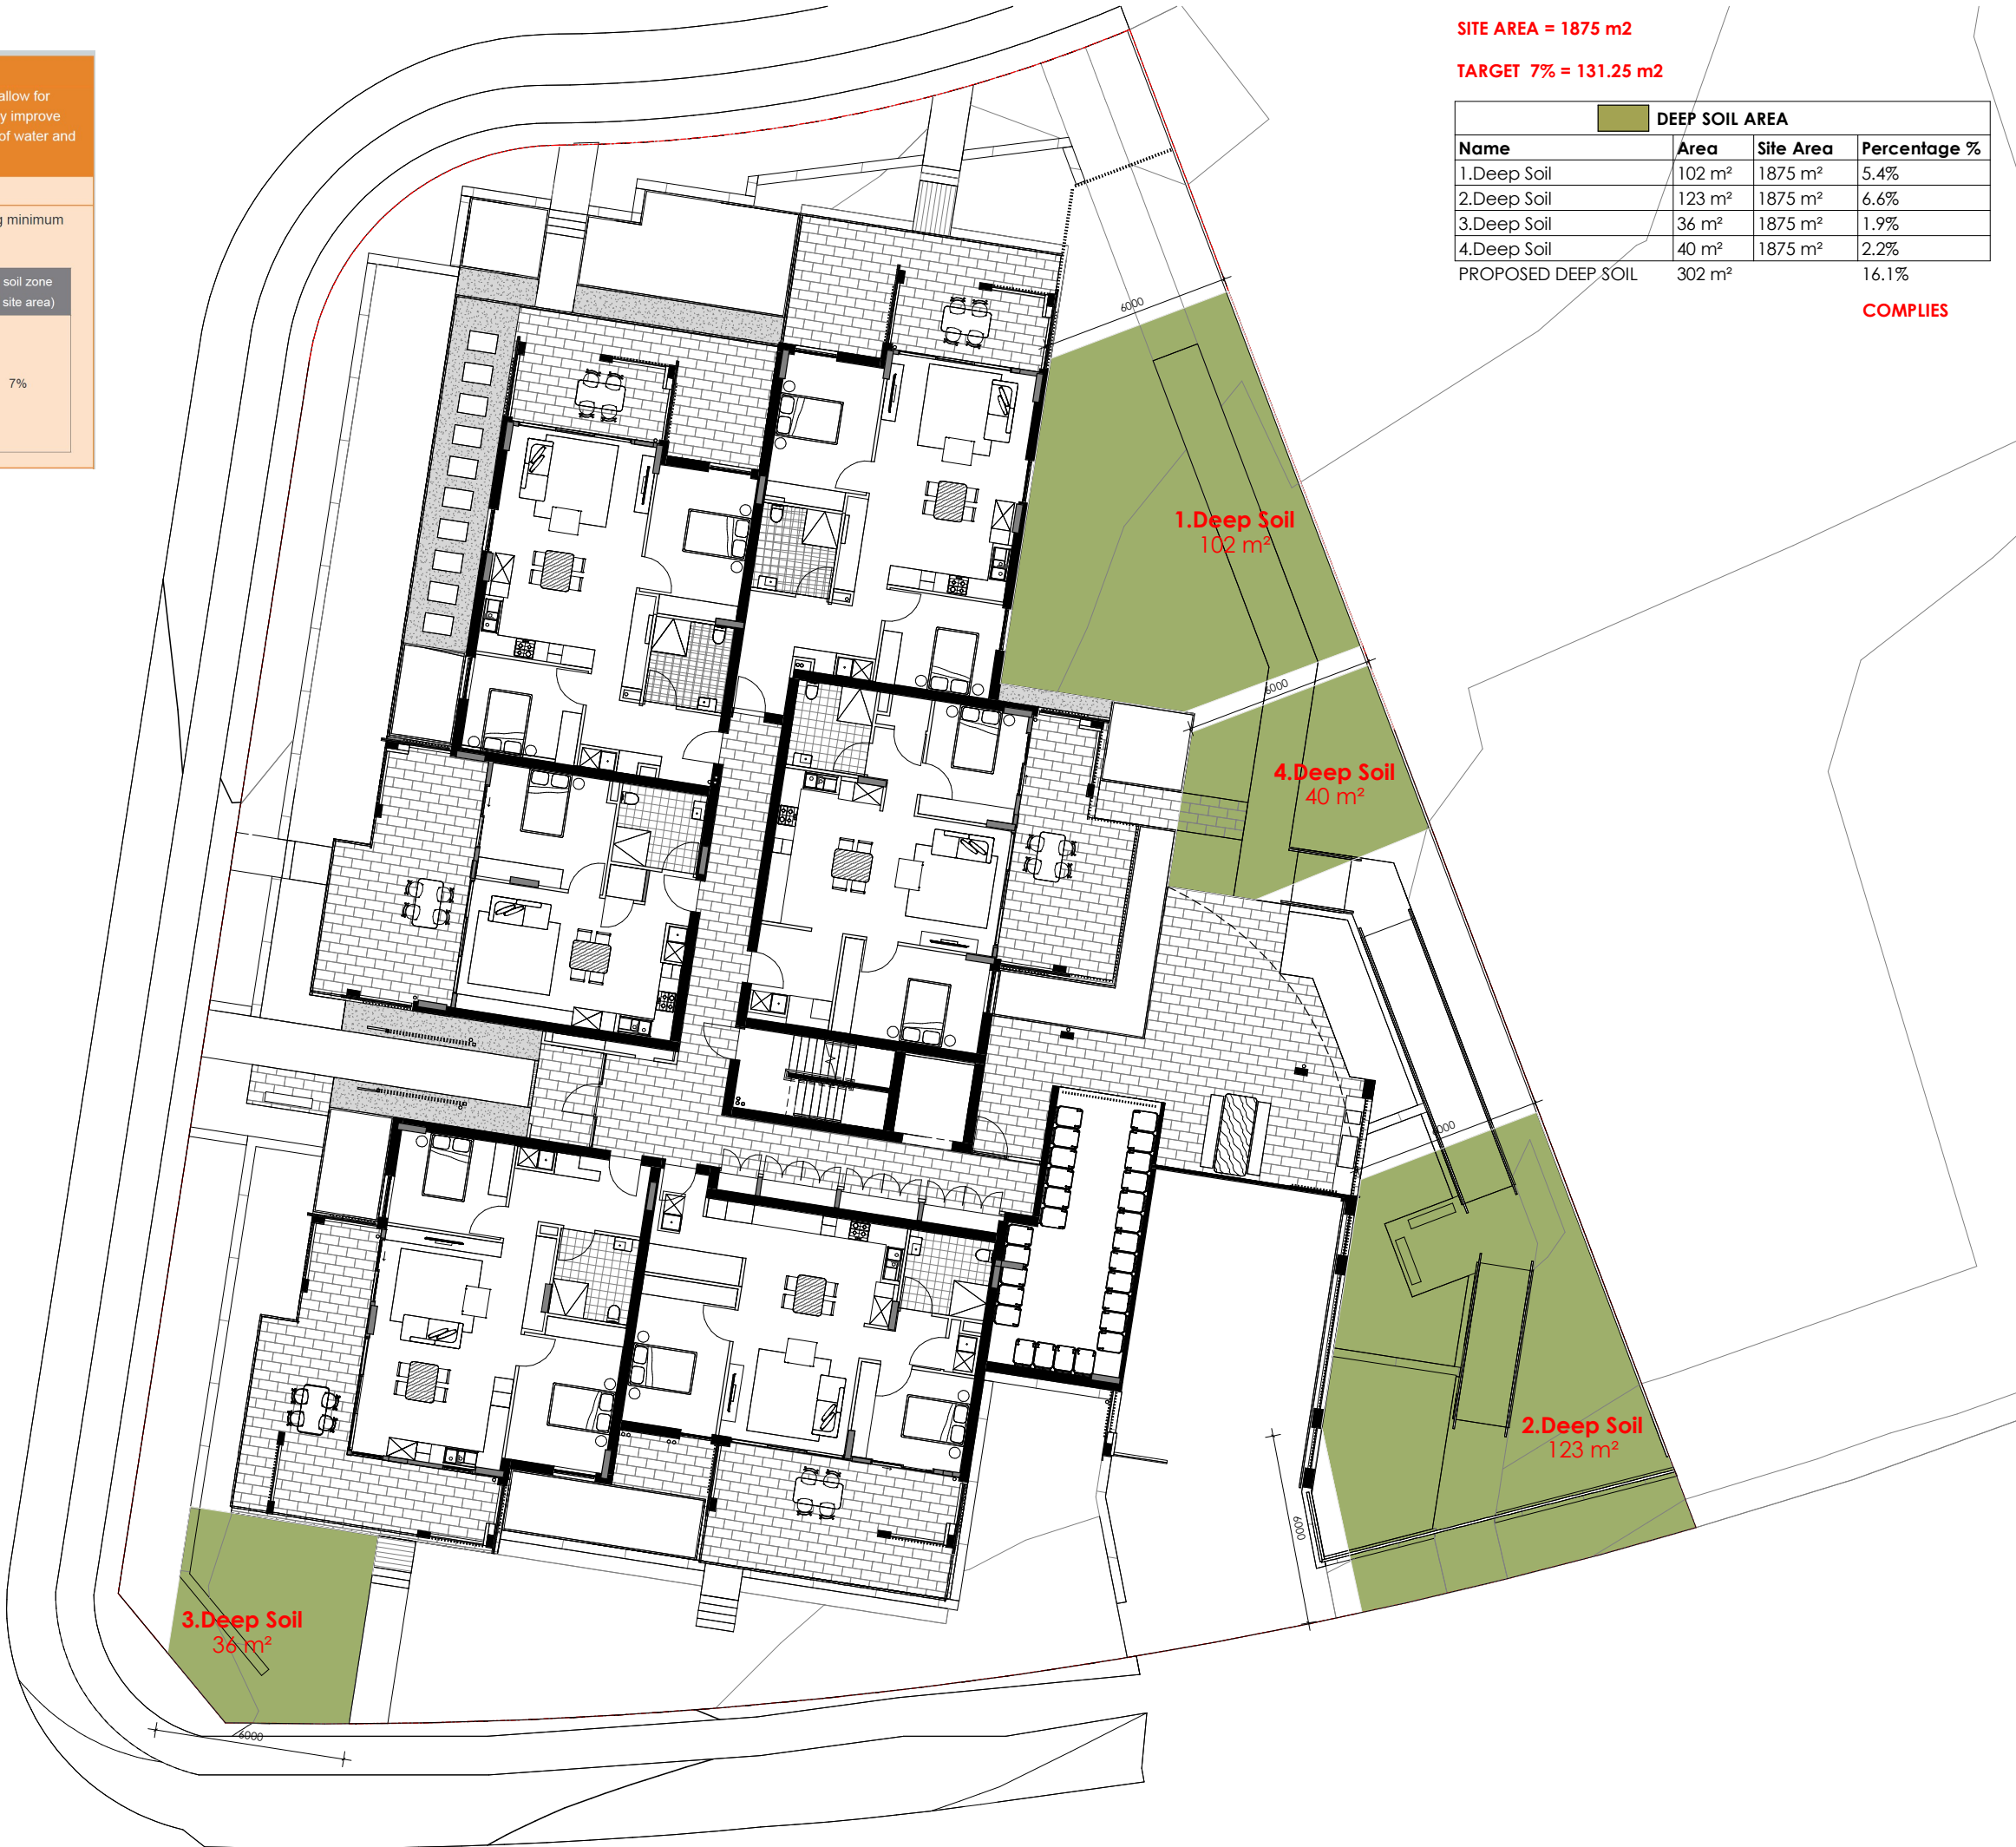 allow for
y improve
of water and
g minimum
soil zone
site area)
7%
SITE AREA = 1875 m2
TARGET 7% = 131.25 m2
DEEP SOIL AREA
Name Area Site Area Percentage %
1.Deep Soil 102 m² 1875 m² 5.4%
2.Deep Soil 123 m² 1875 m² 6.6%
3.Deep Soil 36 m² 1875 m² 1.9%
4.Deep Soil 40 m² 1875 m² 2.2%
PROPOSED DEEP SOIL 302 m² 16.1%
COMPLIES
6000
1.Deep Soil
102 m²
6000
4.Deep Soil
40 m²
6000
2.Deep Soil
123 m²
6000
3.Deep Soil
36 m²
6000